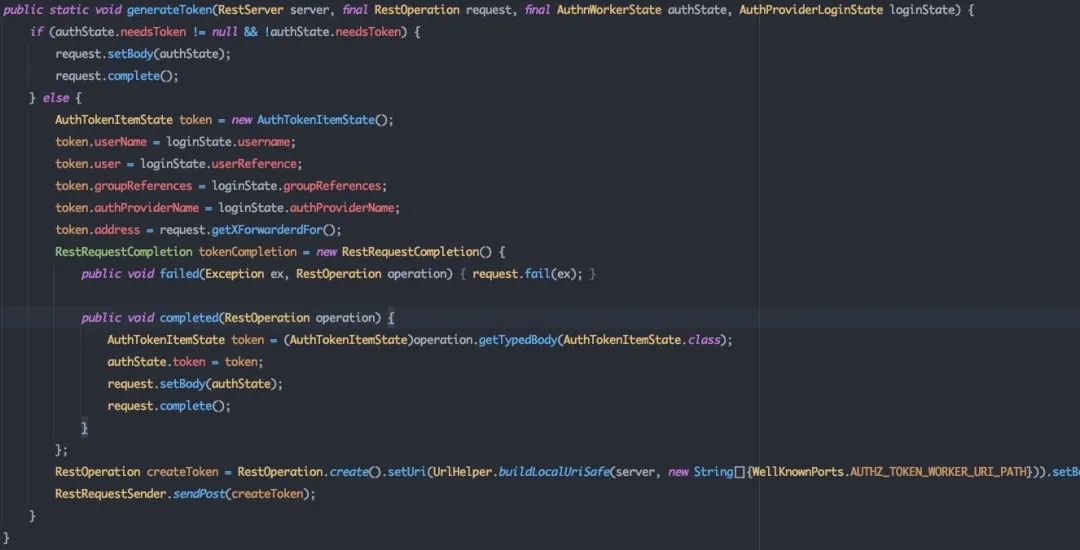 public static void generateToken(RestServer server, final RestOperation request, final AuthnWorkerState authState, AuthProviderLoginState loginState) {
if (authState.needsToken != null && !authState.needsToken) {
request.setBody(authState);
request.complete();
} else {
AuthTokenItemState token = new AuthTokenItemState();
token.userName = loginState.username;
token.user = loginState.userReference;
token.groupReferences = loginState.groupReferences;
token.authProviderName = loginState.authProviderName;
token.address = request.getXForwarderdFor();
RestRequestCompletion tokenCompletion = new RestRequestCompletion() {
public void failed(Exception ex, RestOperation operation) { request.fail(ex); }
public void completed(RestOperation operation) {
AuthTokenItemState token = (AuthTokenItemState)operation.getTypedBody(AuthTokenItemState.class);
authState.token = token;
request.setBody(authState);
request.complete();
}
};
RestOperation createToken = RestOperation.create().setUri(UrlHelper.buildLocalUriSafe(server, new String[]{WellKnownPorts.AUTHZ_TOKEN_WORKER_URI_PATH})).setBo
RestRequestSender.sendPost(createToken);
}
}